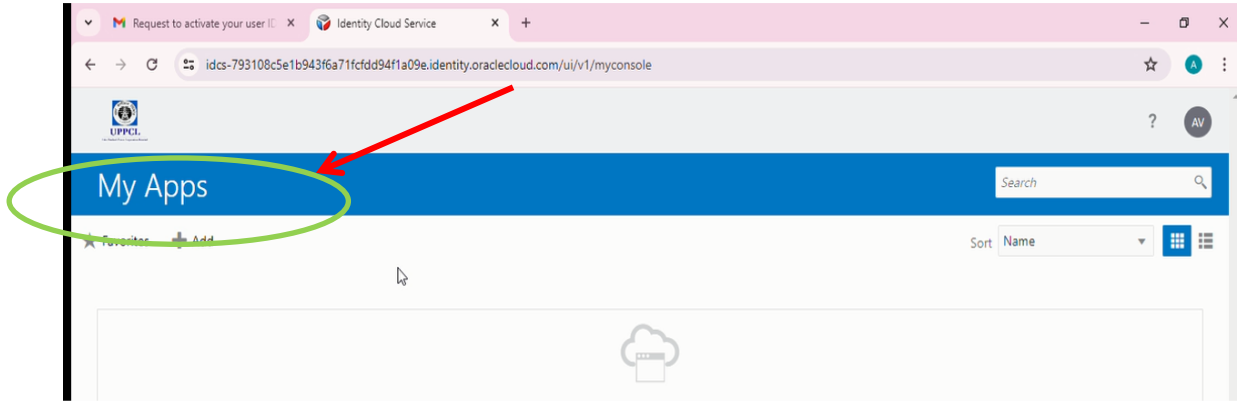 Request to activate your user ID
Identity Cloud Service
idcs-793108c5e1b943f6a71fcfdd94f1a09e.identity.oraclecloud.com/ui/v1/myconsole
A
UPPCL
?
AV
My Apps
Search
Favorites
Add
Sort
Name